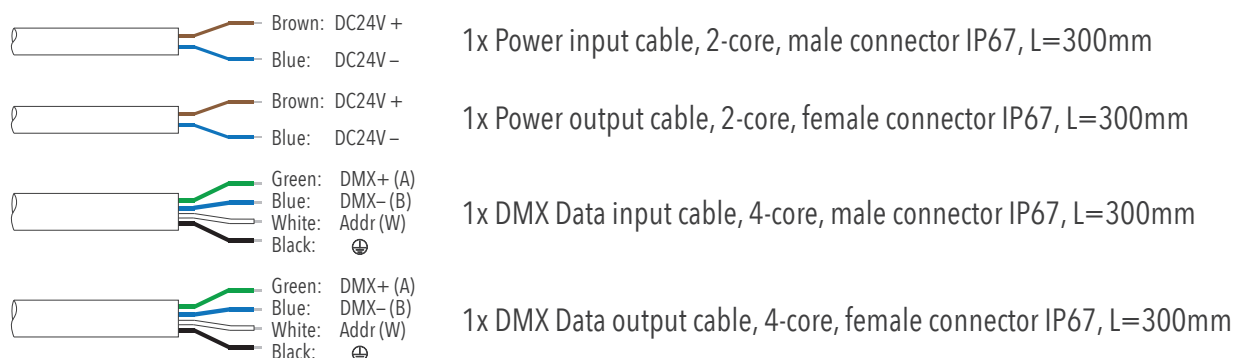 Brown: DC24V +
Blue: DC24V –
1x Power input cable, 2-core, male connector IP67, L=300mm
Brown: DC24V +
Blue: DC24V –
1x Power output cable, 2-core, female connector IP67, L=300mm
Green: DMX+ (A)
Blue: DMX– (B)
White: Addr (W)
Black:
1x DMX Data input cable, 4-core, male connector IP67, L=300mm
Green: DMX+ (A)
Blue: DMX– (B)
White: Addr (W)
Black:
1x DMX Data output cable, 4-core, female connector IP67, L=300mm